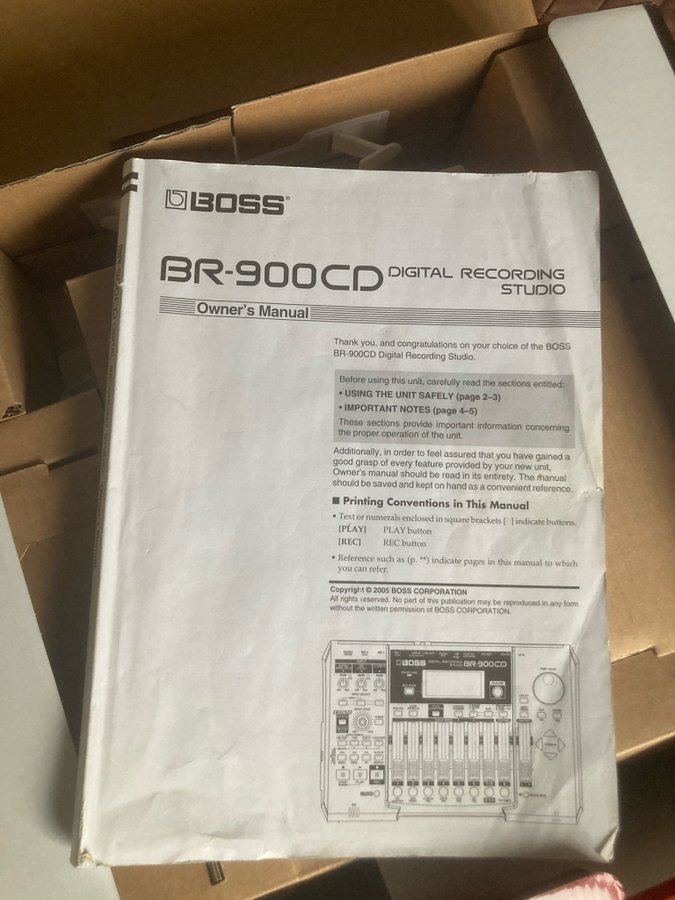 BOSS®
BR-900CD DIGITAL RECORDING
STUDIO
Owner's Manual
Thank you, and congratulations on your choice of the BOSS
BR-900CD Digital Recording Studio.
Before using this unit, carefully read the sections entitled:
• USING THE UNIT SAFELY (page 2–3)
• IMPORTANT NOTES (page 4–5)
These sections provide important information concerning
the proper operation of the unit.
Additionally, in order to feel assured that you have gained a
good grasp of every feature provided by your new unit,
Owner's manual should be read in its entirety. The manual
should be saved and kept on hand as a convenient reference.
■ Printing Conventions in This Manual
• Text or numerals enclosed in square brackets [ ] indicate buttons.
[PLAY] PLAY button
[REC] REC button
• Reference such as (p. **) indicate pages in this manual to which
you can refer.
Copyright © 2005 BOSS CORPORATION
All rights reserved. No part of this publication may be reproduced in any form
without the written permission of BOSS CORPORATION.
BOSS DIGITAL RECORDING STUDIO BR-900CD